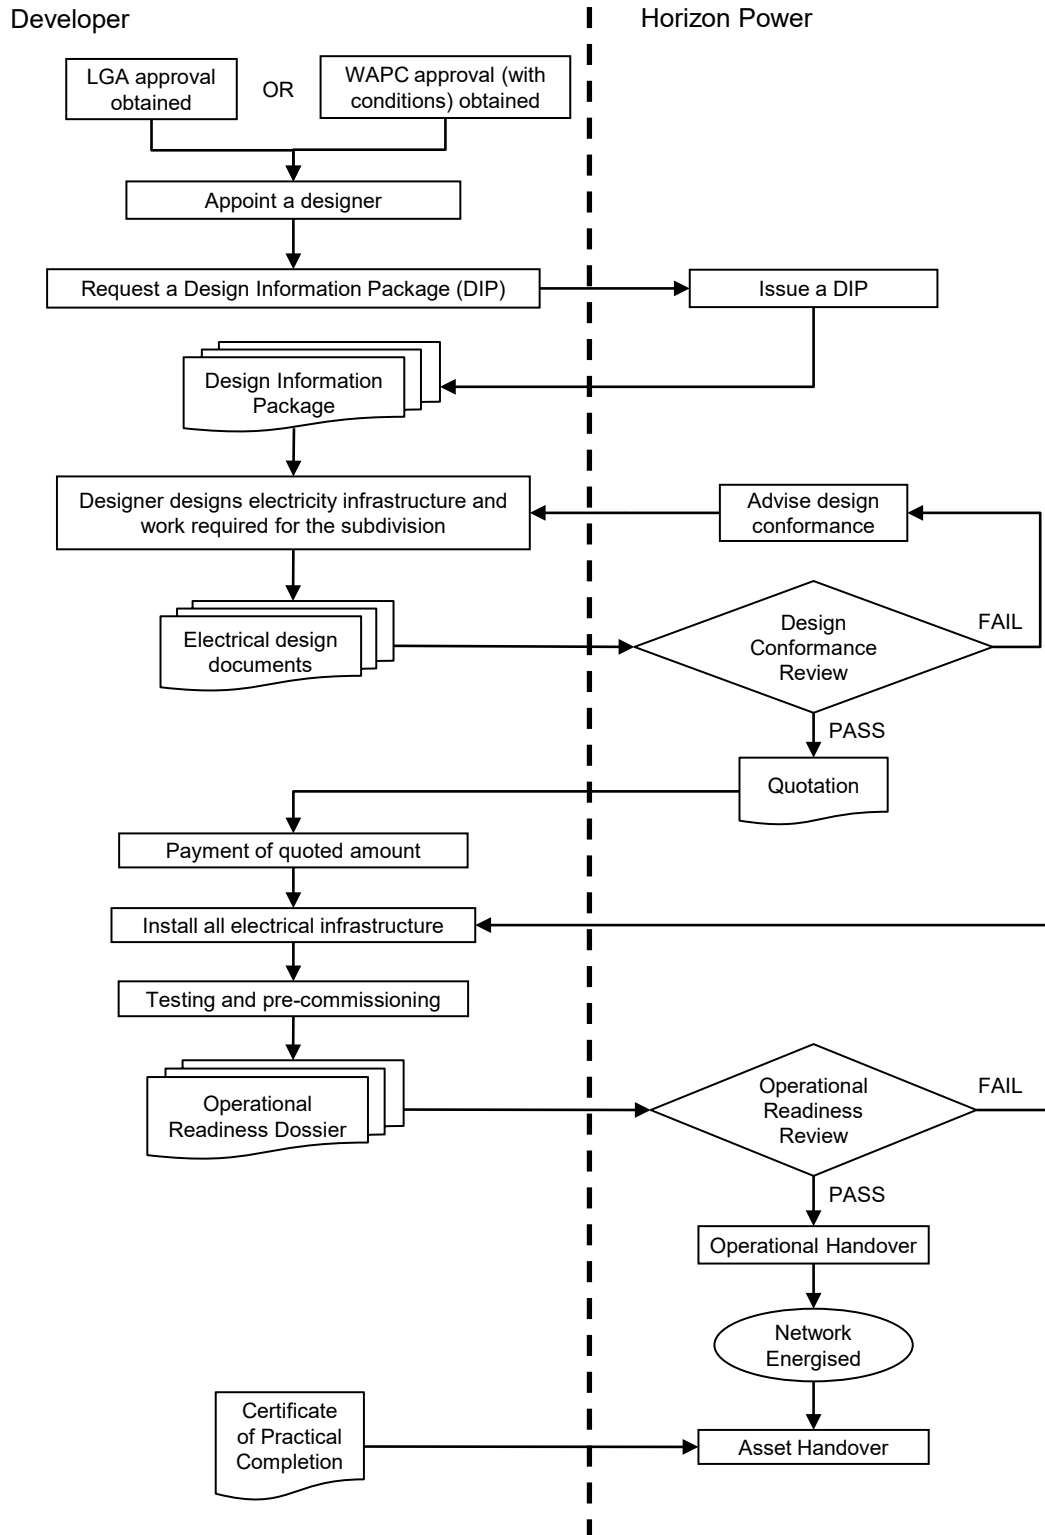 Developer
Horizon Power
LGA approval
obtained
OR
WAPC approval (with
conditions) obtained
Appoint a designer
Request a Design Information Package (DIP)
Issue a DIP
Design Information
Package
Designer designs electricity infrastructure and
work required for the subdivision
Advise design
conformance
Electrical design
documents
Design
Conformance
Review
FAIL
PASS
Quotation
Payment of quoted amount
Install all electrical infrastructure
Testing and pre-commissioning
Operational
Readiness Dossier
Operational
Readiness
Review
FAIL
PASS
Operational Handover
Network
Energised
Certificate
of Practical
Completion
Asset Handover